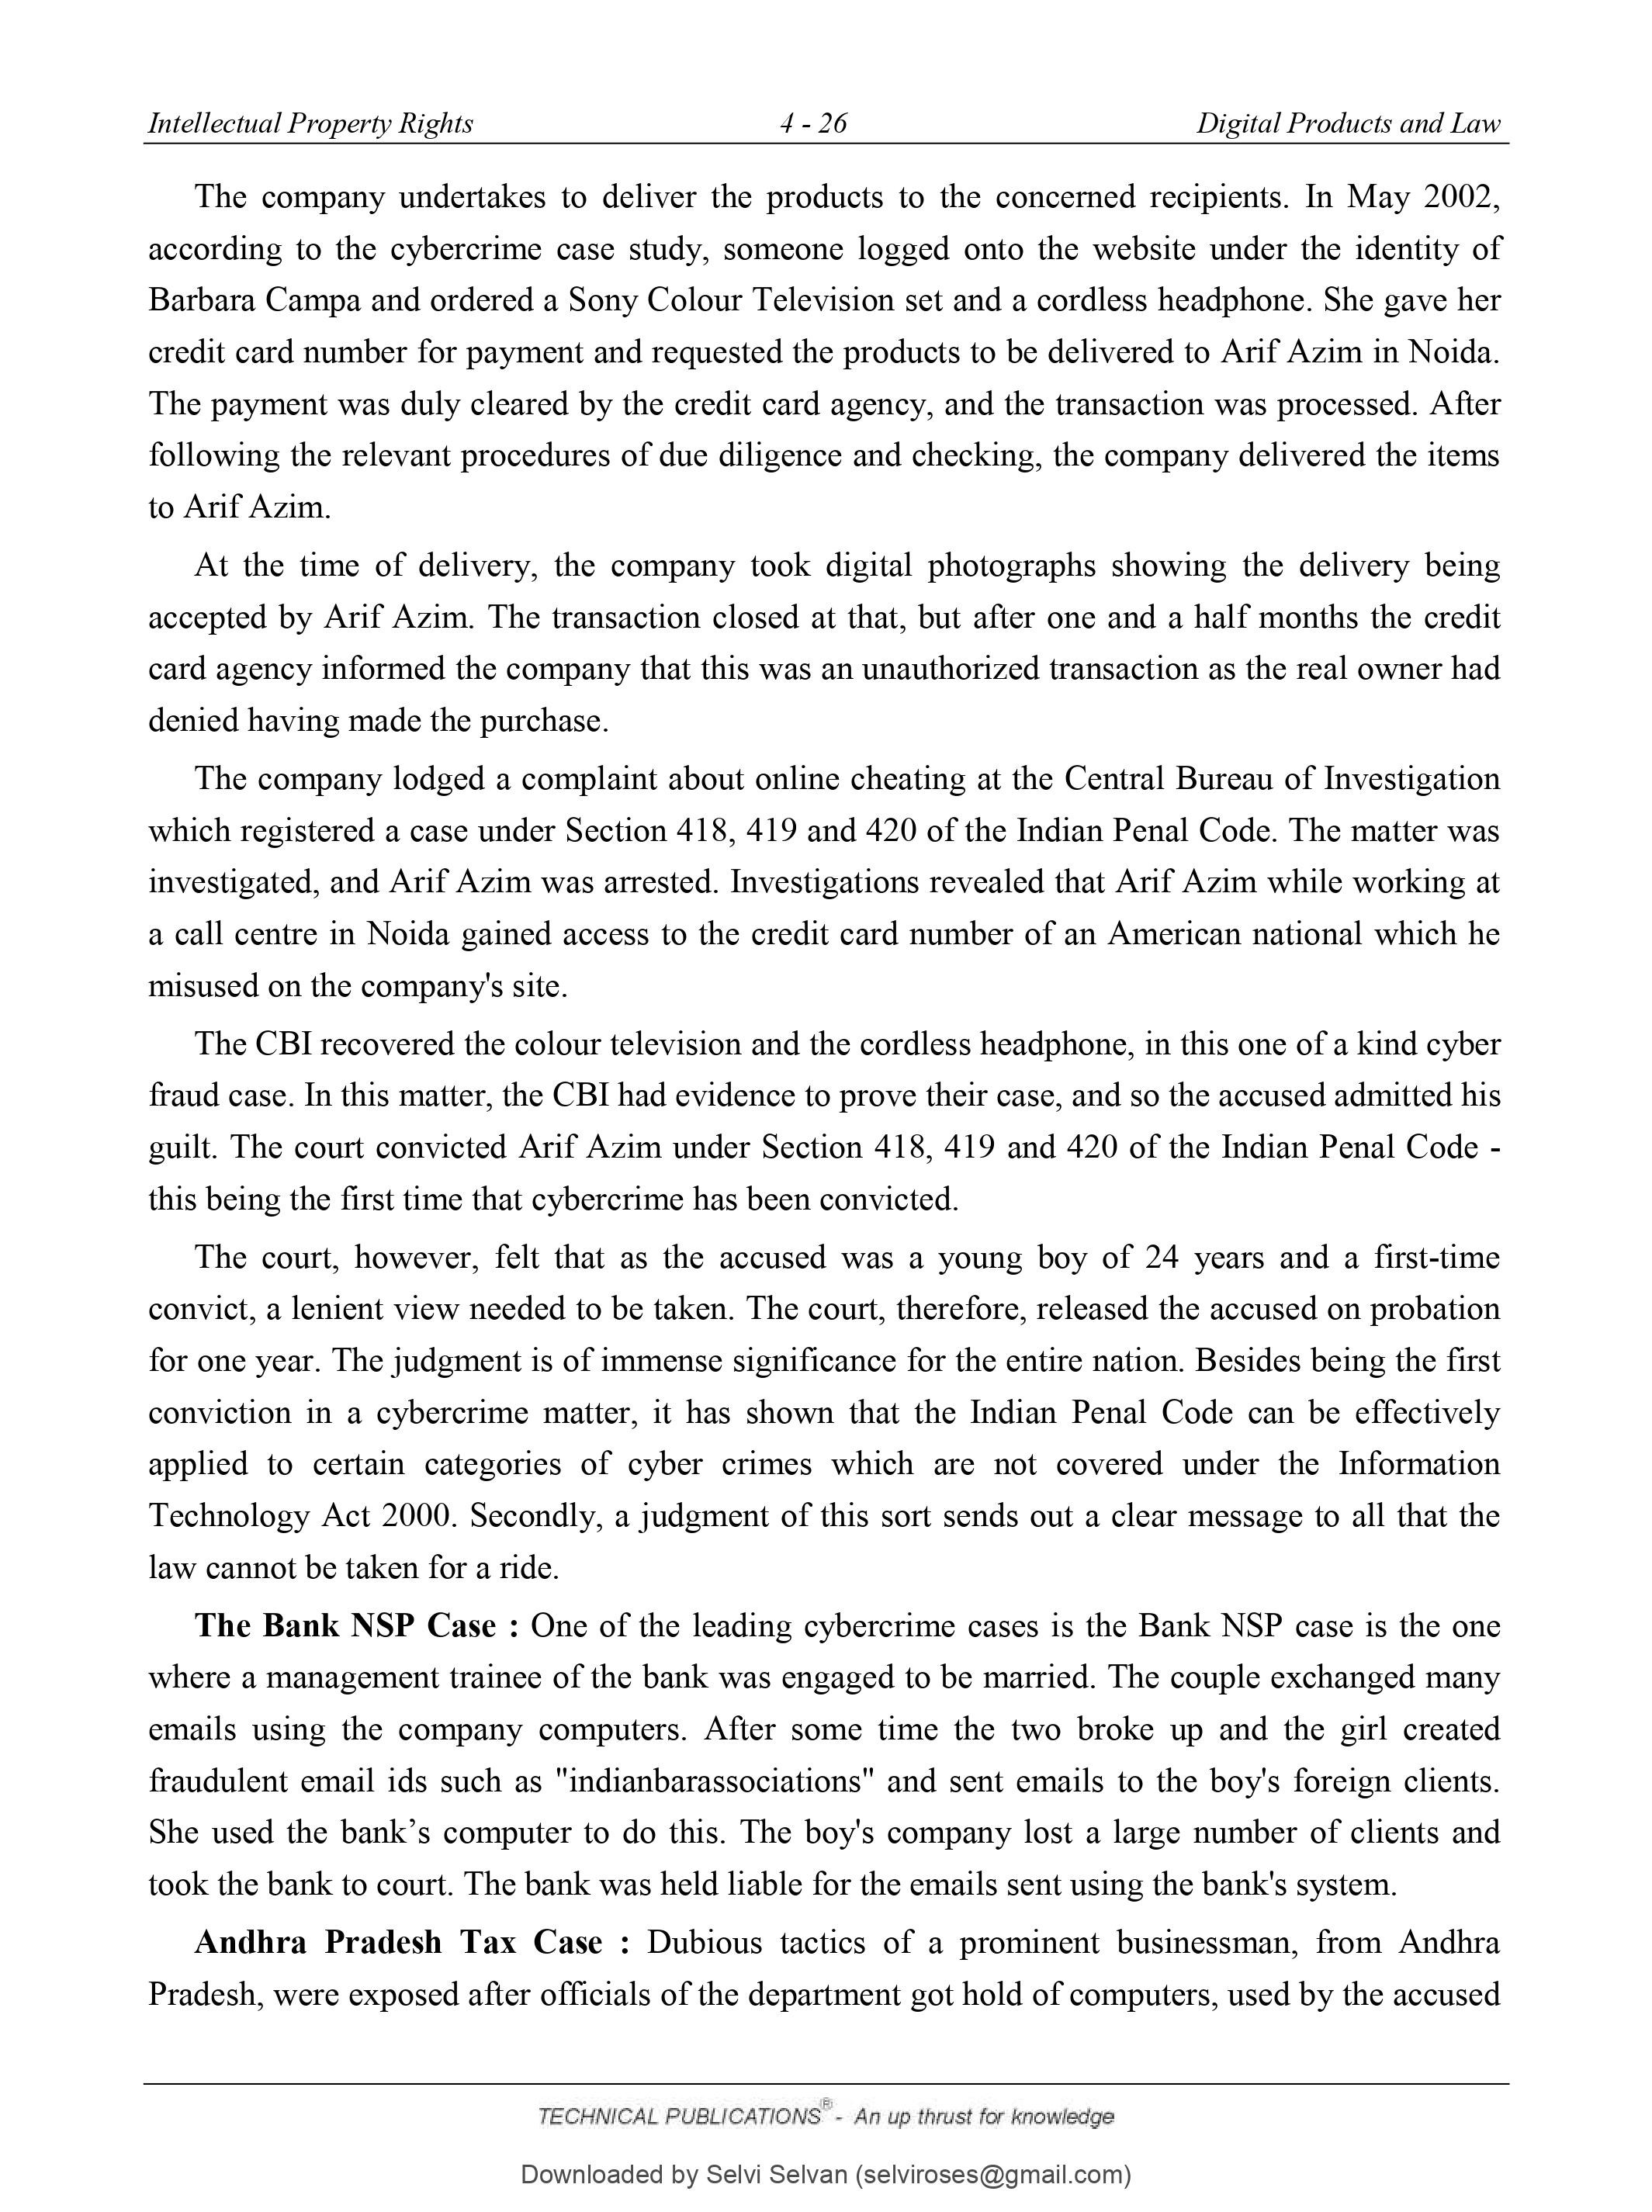 Intellectual Property Rights 4 - 26 Digital Products and Law
The company undertakes to deliver the products to the concerned recipients. In May 2002,
according to the cybercrime case study, someone logged onto the website under the identity of
Barbara Campa and ordered a Sony Colour Television set and a cordless headphone. She gave her
credit card number for payment and requested the products to be delivered to Arif Azim in Noida.
The payment was duly cleared by the credit card agency, and the transaction was processed. After
following the relevant procedures of due diligence and checking, the company delivered the items
to Arif Azim.
At the time of delivery, the company took digital photographs showing the delivery being
accepted by Arif Azim. The transaction closed at that, but after one and a half months the credit
card agency informed the company that this was an unauthorized transaction as the real owner had
denied having made the purchase.
The company lodged a complaint about online cheating at the Central Bureau of Investigation
which registered a case under Section 418, 419 and 420 of the Indian Penal Code. The matter was
investigated, and Arif Azim was arrested. Investigations revealed that Arif Azim while working at
a call centre in Noida gained access to the credit card number of an American national which he
misused on the company's site.
The CBI recovered the colour television and the cordless headphone, in this one of a kind cyber
fraud case. In this matter, the CBI had evidence to prove their case, and so the accused admitted his
guilt. The court convicted Arif Azim under Section 418, 419 and 420 of the Indian Penal Code -
this being the first time that cybercrime has been convicted.
The court, however, felt that as the accused was a young boy of 24 years and a first-time
convict, a lenient view needed to be taken. The court, therefore, released the accused on probation
for one year. The judgment is of immense significance for the entire nation. Besides being the first
conviction in a cybercrime matter, it has shown that the Indian Penal Code can be effectively
applied to certain categories of cyber crimes which are not covered under the Information
Technology Act 2000. Secondly, a judgment of this sort sends out a clear message to all that the
law cannot be taken for a ride.
The Bank NSP Case : One of the leading cybercrime cases is the Bank NSP case is the one
where a management trainee of the bank was engaged to be married. The couple exchanged many
emails using the company computers. After some time the two broke up and the girl created
fraudulent email ids such as "indianbarassociations" and sent emails to the boy's foreign clients.
She used the bank’s computer to do this. The boy's company lost a large number of clients and
took the bank to court. The bank was held liable for the emails sent using the bank's system.
Andhra Pradesh Tax Case : Dubious tactics of a prominent businessman, from Andhra
Pradesh, were exposed after officials of the department got hold of computers, used by the accused
TECHNICAL PUBLICATIONS® - An up thrust for knowledge
Downloaded by Selvi Selvan (selviroses@gmail.com)